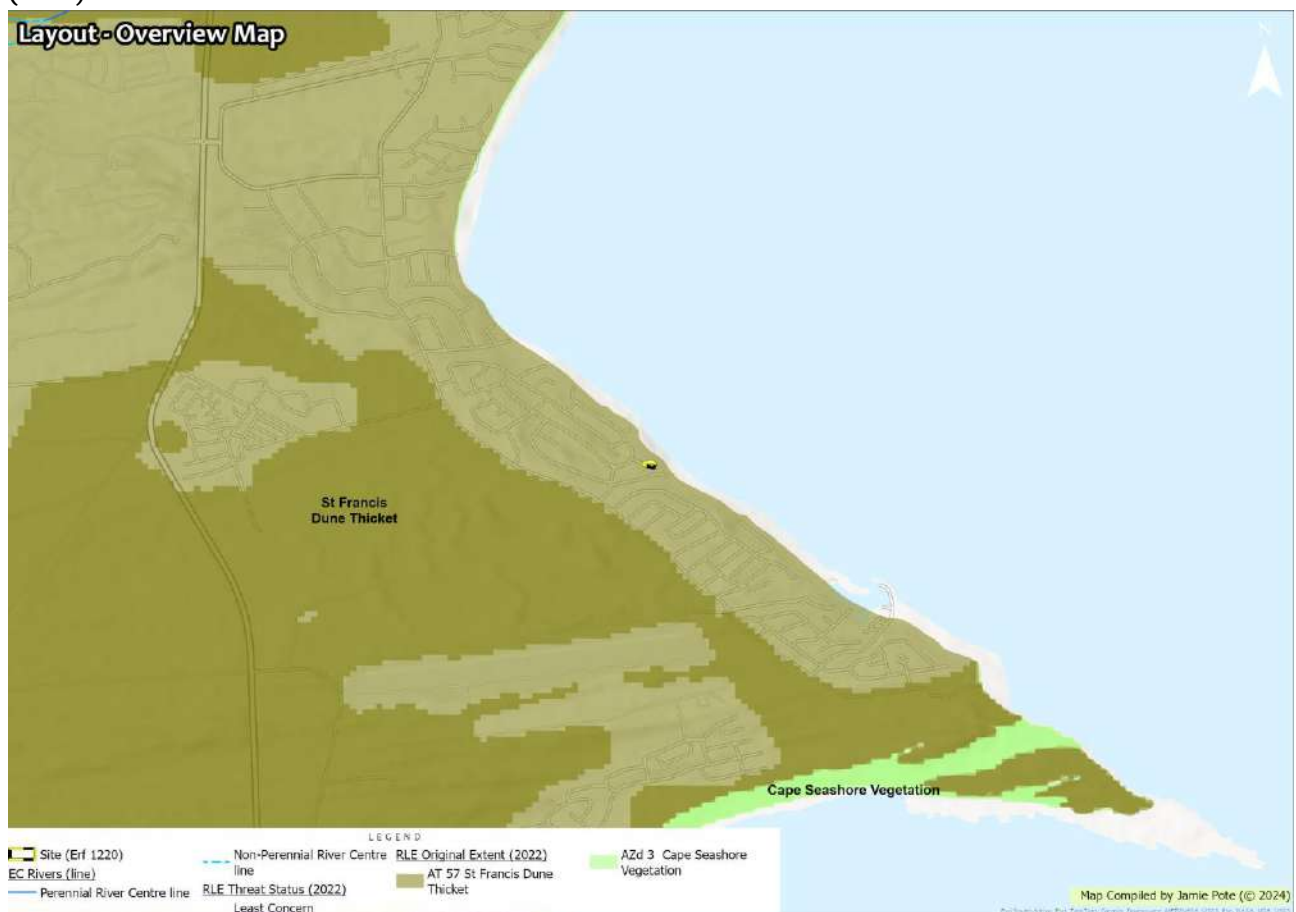 Layout - Overview Map
N
St Francis
Dune Thicket
Cape Seashore Vegetation
LEGEND
Site (Erf 1220)
EC Rivers (line)
Perennial River Centre line
Non-Perennial River Centre
line
RLE Threat Status (2022)
Least Concern
RLE Original Extent (2022)
AT 57 St Francis Dune
Thicket
AZd 3 Cape Seashore
Vegetation
Map Compiled by Jamie Pote (© 2024)